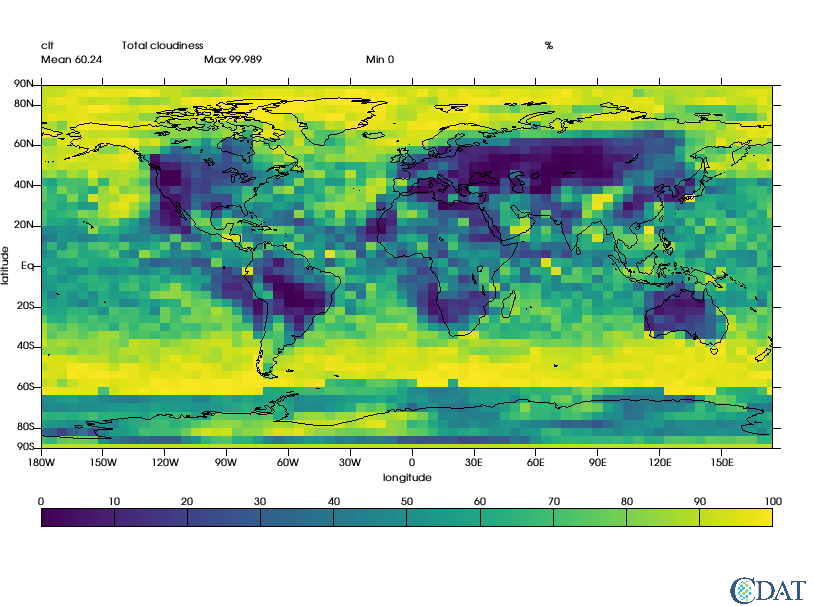 clt Total cloudiness %
Mean 60.24 Max 99.989 Min 0
90N
80N
60N
40N
20N
Eq
20S
40S
60S
80S
90S
latitude
180W 150W 120W 90W 60W 30W 0 30E 60E 90E 120E 150E
longitude
0 10 20 30 40 50 60 70 80 90 100
CDAT